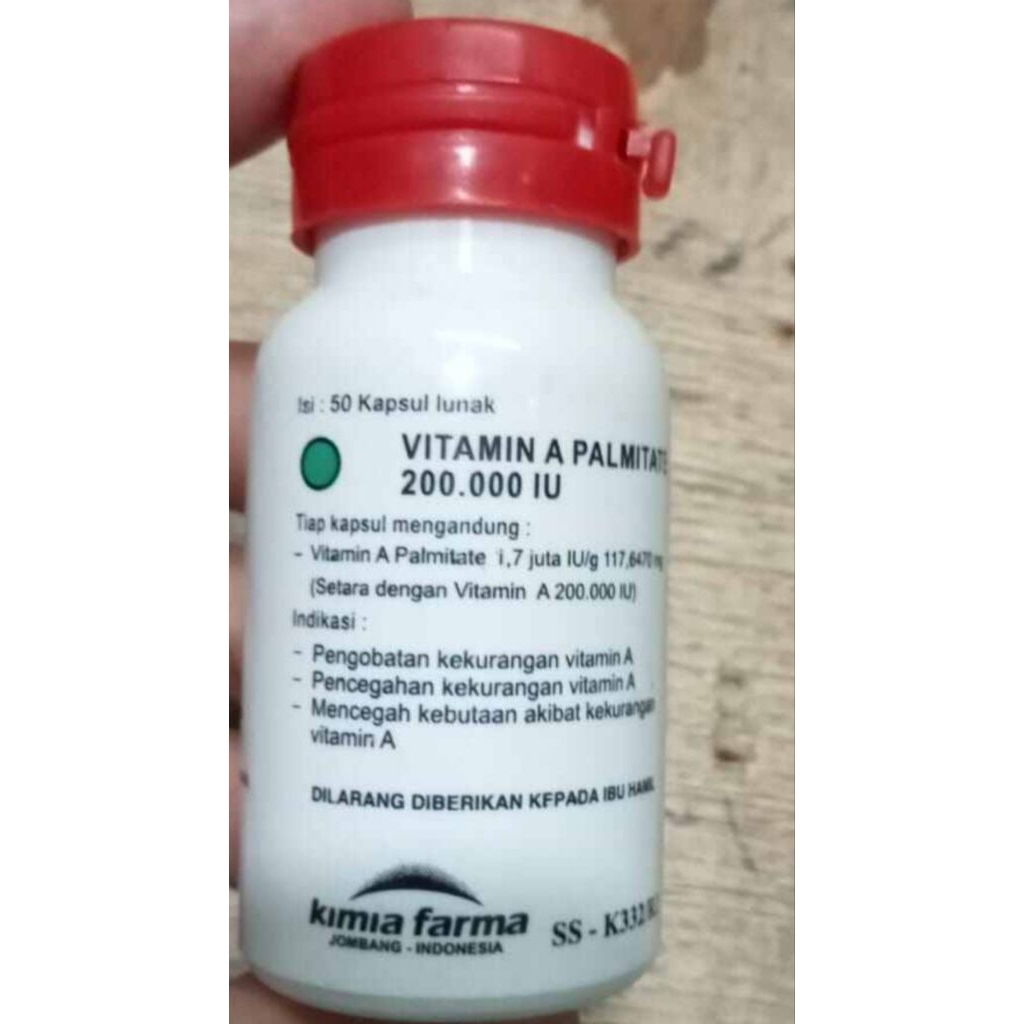 Isi : 50 Kapsul lunak
VITAMIN A PALMITATE
200.000 IU
Tiap kapsul mengandung :
- Vitamin A Palmitate 1,7 juta IU/g 117,6470 mg
(Setara dengan Vitamin A 200.000 IU)
Indikasi :
- Pengobatan kekurangan vitamin A
- Pencegahan kekurangan vitamin A
- Mencegah kebutaan akibat kekurangan
vitamin A
DILARANG DIBERIKAN KEPADA IBU HAMIL
kimia farma
JOMBANG - INDONESIA
SS - K332